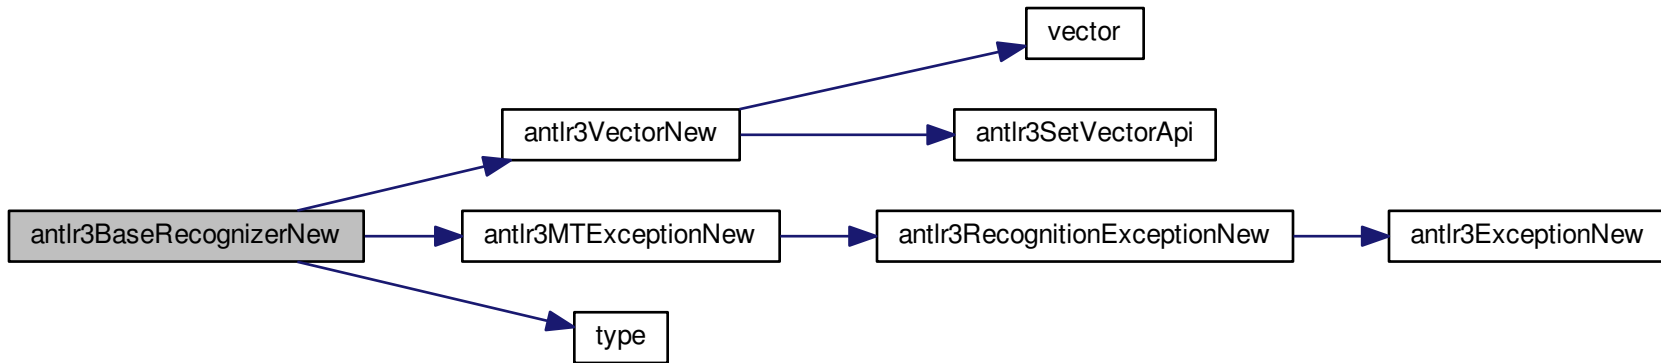 vector
antlr3VectorNew
antlr3SetVectorApi
antlr3BaseRecognizerNew
antlr3MTExceptionNew
antlr3RecognitionExceptionNew
antlr3ExceptionNew
type